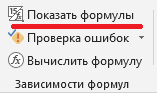 Показать формулы
Проверка ошибок
Вычислить формулу
Зависимости формул